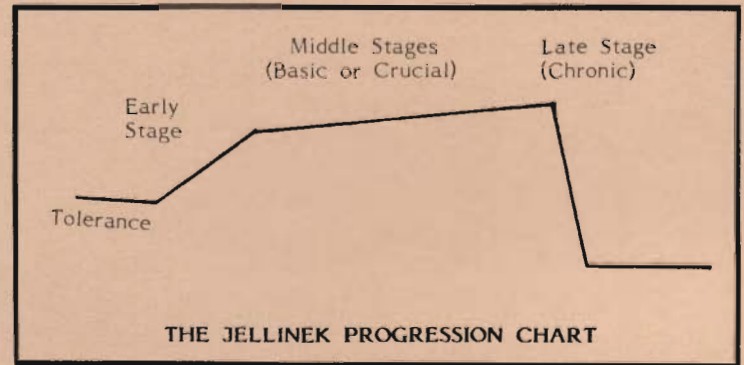 Middle Stages
(Basic or Crucial)
Late Stage
(Chronic)
Early
Stage
Tolerance
THE JELLINEK PROGRESSION CHART